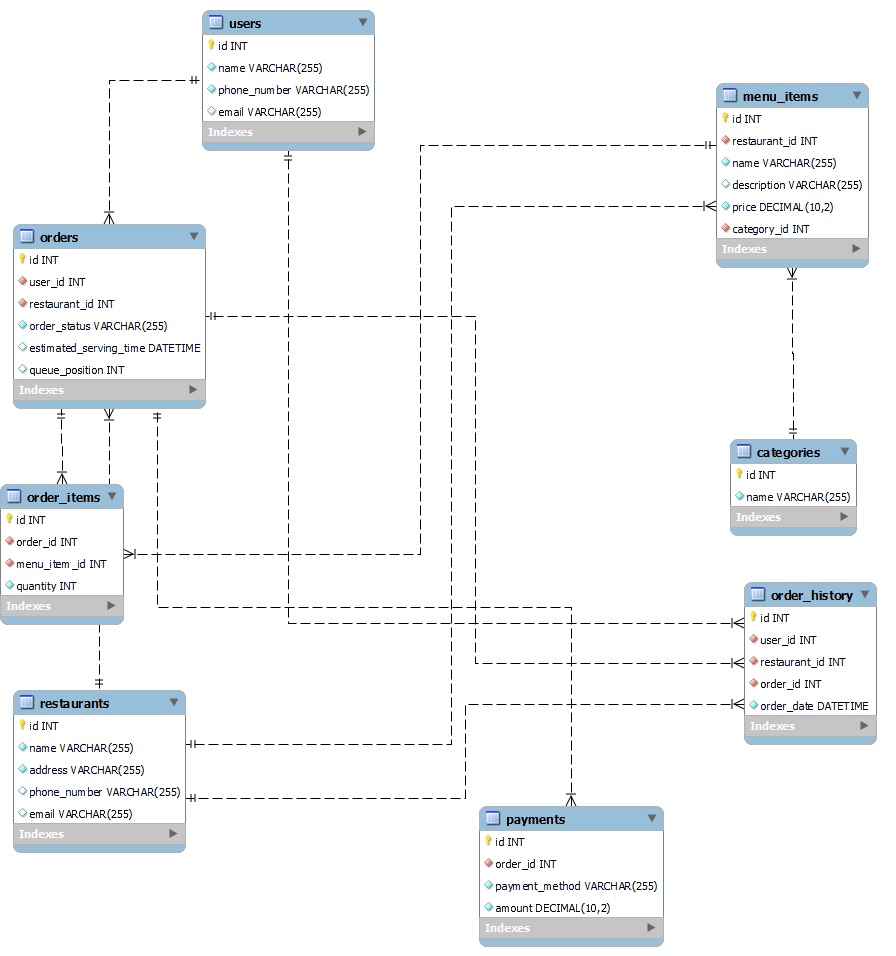 users
id INT
name VARCHAR(255)
phone_number VARCHAR(255)
email VARCHAR(255)
Indexes
menu_items
id INT
restaurant_id INT
name VARCHAR(255)
description VARCHAR(255)
price DECIMAL(10,2)
category_id INT
Indexes
orders
id INT
user_id INT
restaurant_id INT
order_status VARCHAR(255)
estimated_serving_time DATETIME
queue_position INT
Indexes
categories
id INT
name VARCHAR(255)
Indexes
order_items
id INT
order_id INT
menu_item_id INT
quantity INT
Indexes
order_history
id INT
user_id INT
restaurant_id INT
order_id INT
order_date DATETIME
Indexes
restaurants
id INT
name VARCHAR(255)
address VARCHAR(255)
phone_number VARCHAR(255)
email VARCHAR(255)
Indexes
payments
id INT
order_id INT
payment_method VARCHAR(255)
amount DECIMAL(10,2)
Indexes